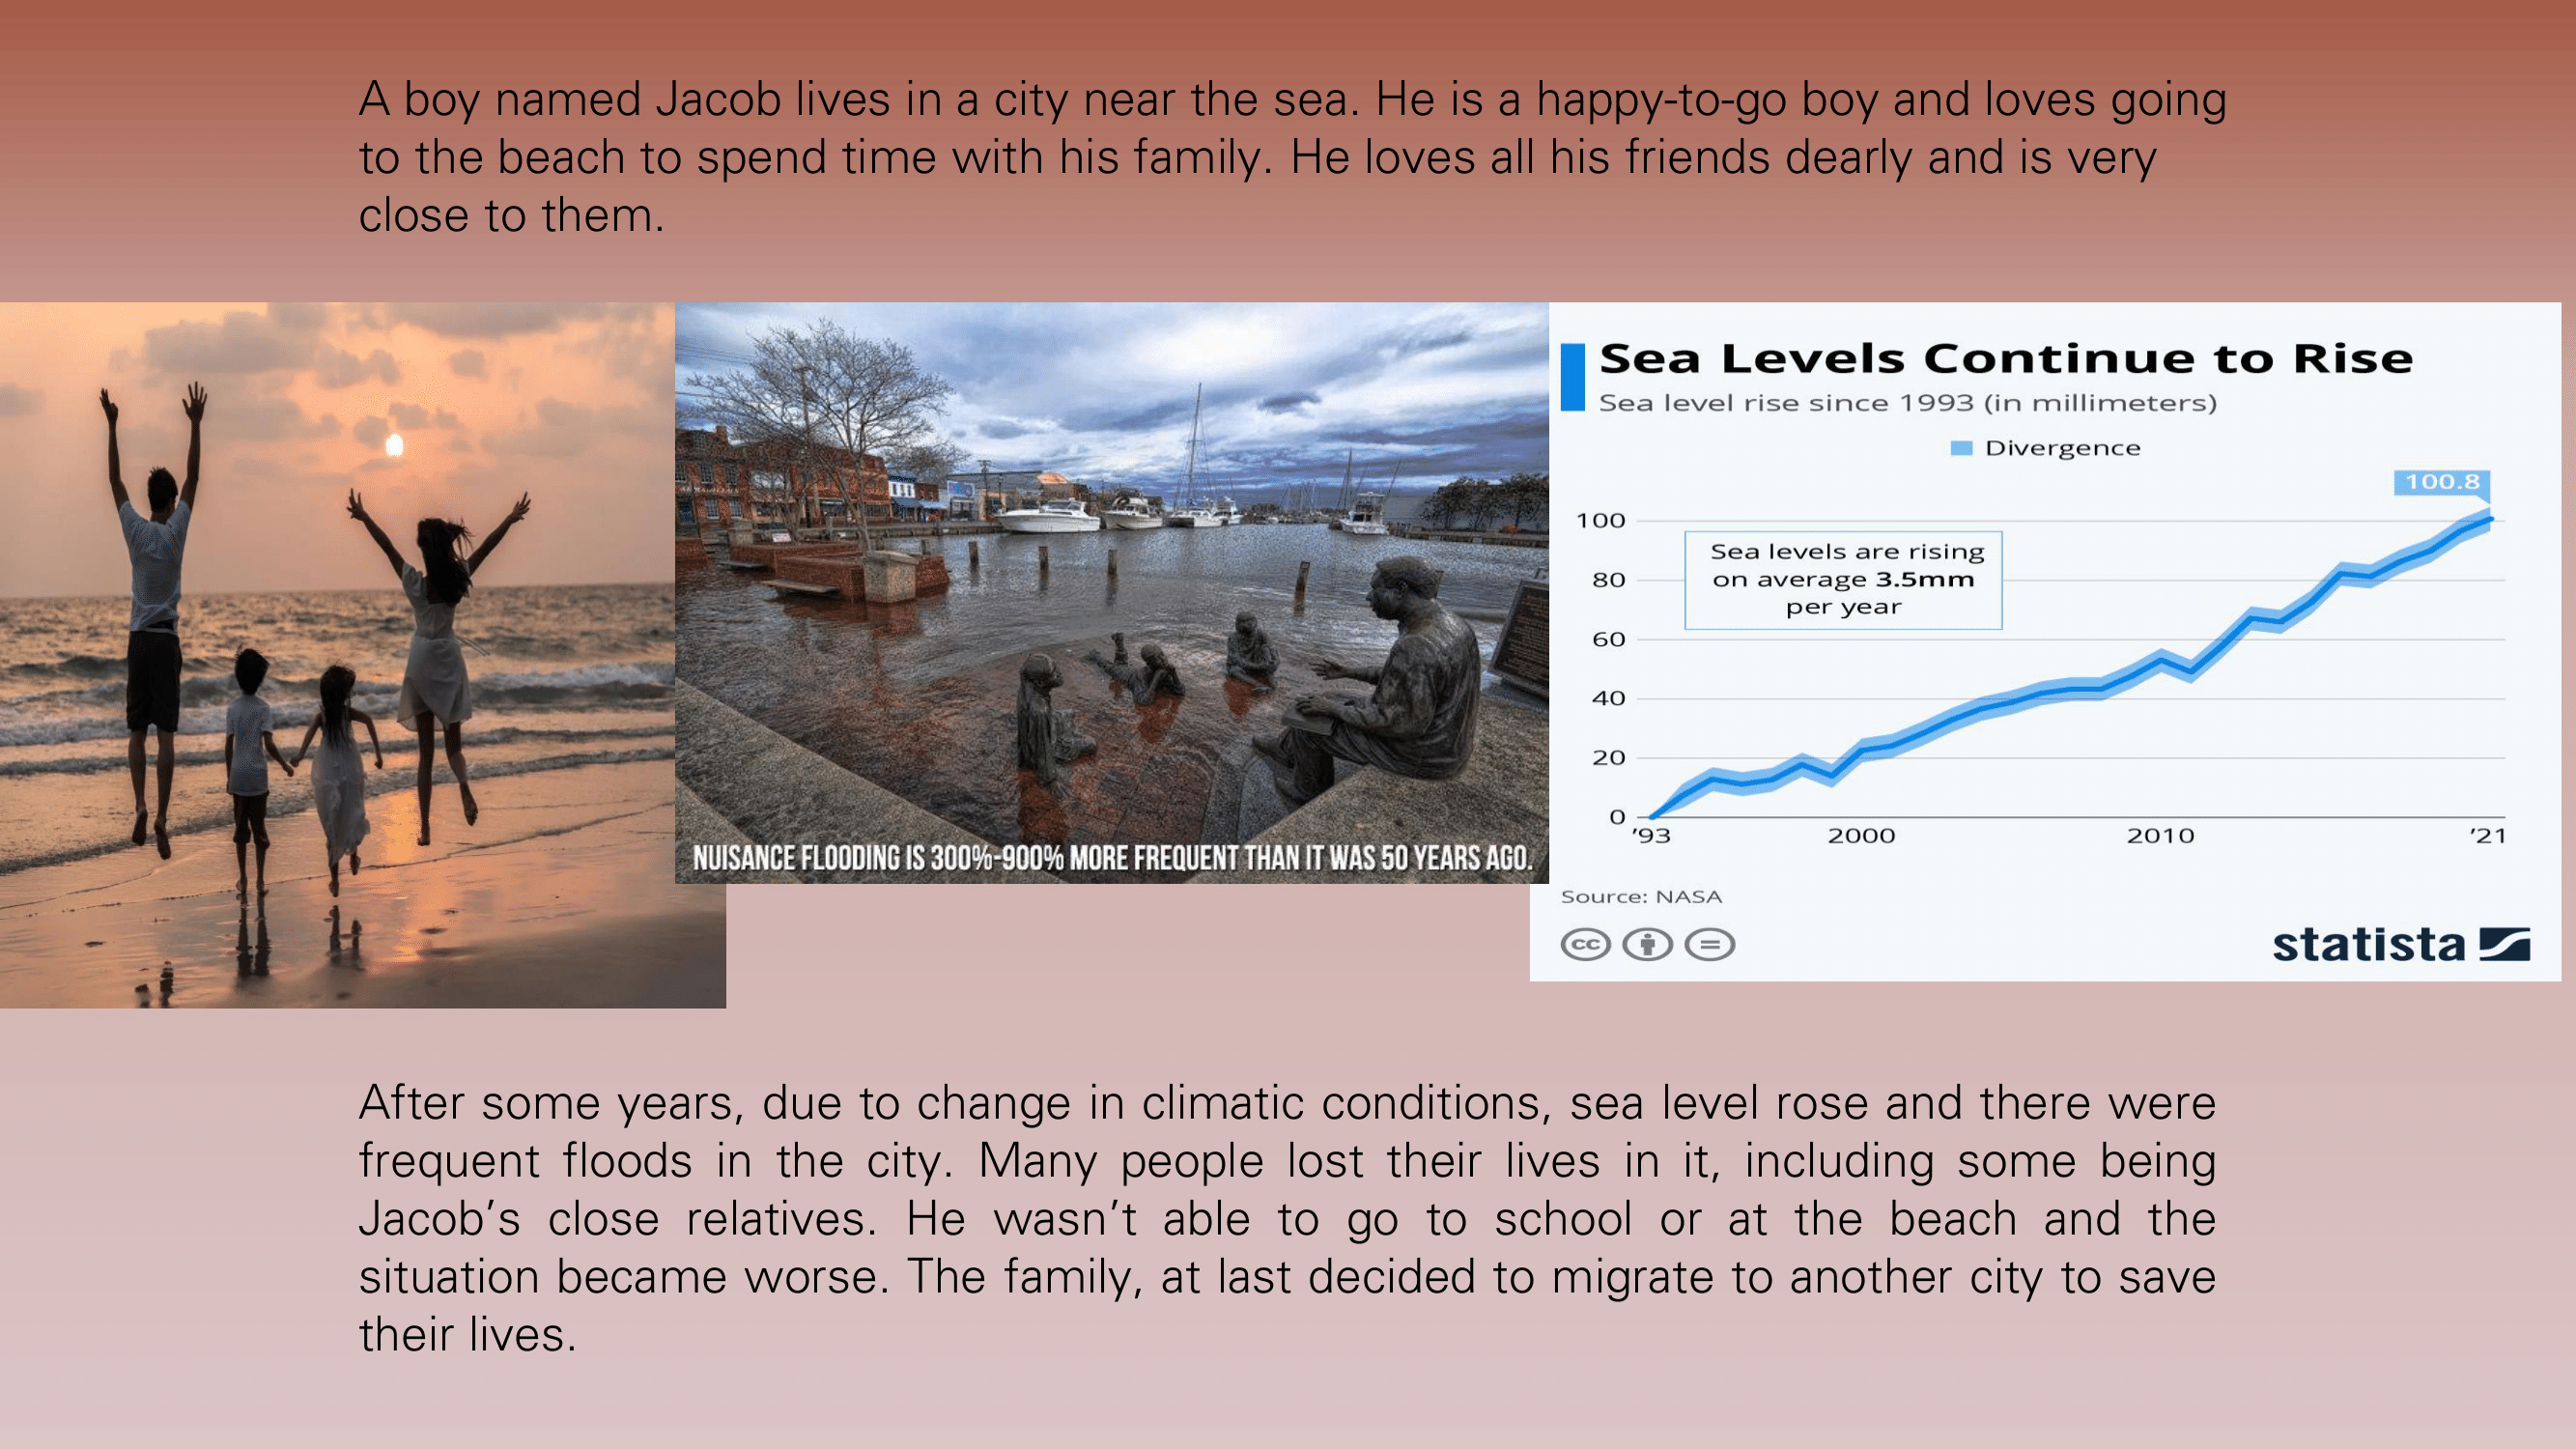 A boy named Jacob lives in a city near the sea. He is a happy-to-go boy and loves going
to the beach to spend time with his family. He loves all his friends dearly and is very
close to them.
NUISANCE FLOODING IS 300%-900% MORE FREQUENT THAN IT WAS 50 YEARS AGO.
Sea Levels Continue to Rise
Sea level rise since 1993 (in millimeters)
Divergence
100.8
Sea levels are rising
on average 3.5mm
per year
100
80
60
40
20
0
'93 2000 2010 '21
Source: NASA
cc
statista
After some years, due to change in climatic conditions, sea level rose and there were
frequent floods in the city. Many people lost their lives in it, including some being
Jacob's close relatives. He wasn't able to go to school or at the beach and the
situation became worse. The family, at last decided to migrate to another city to save
their lives.